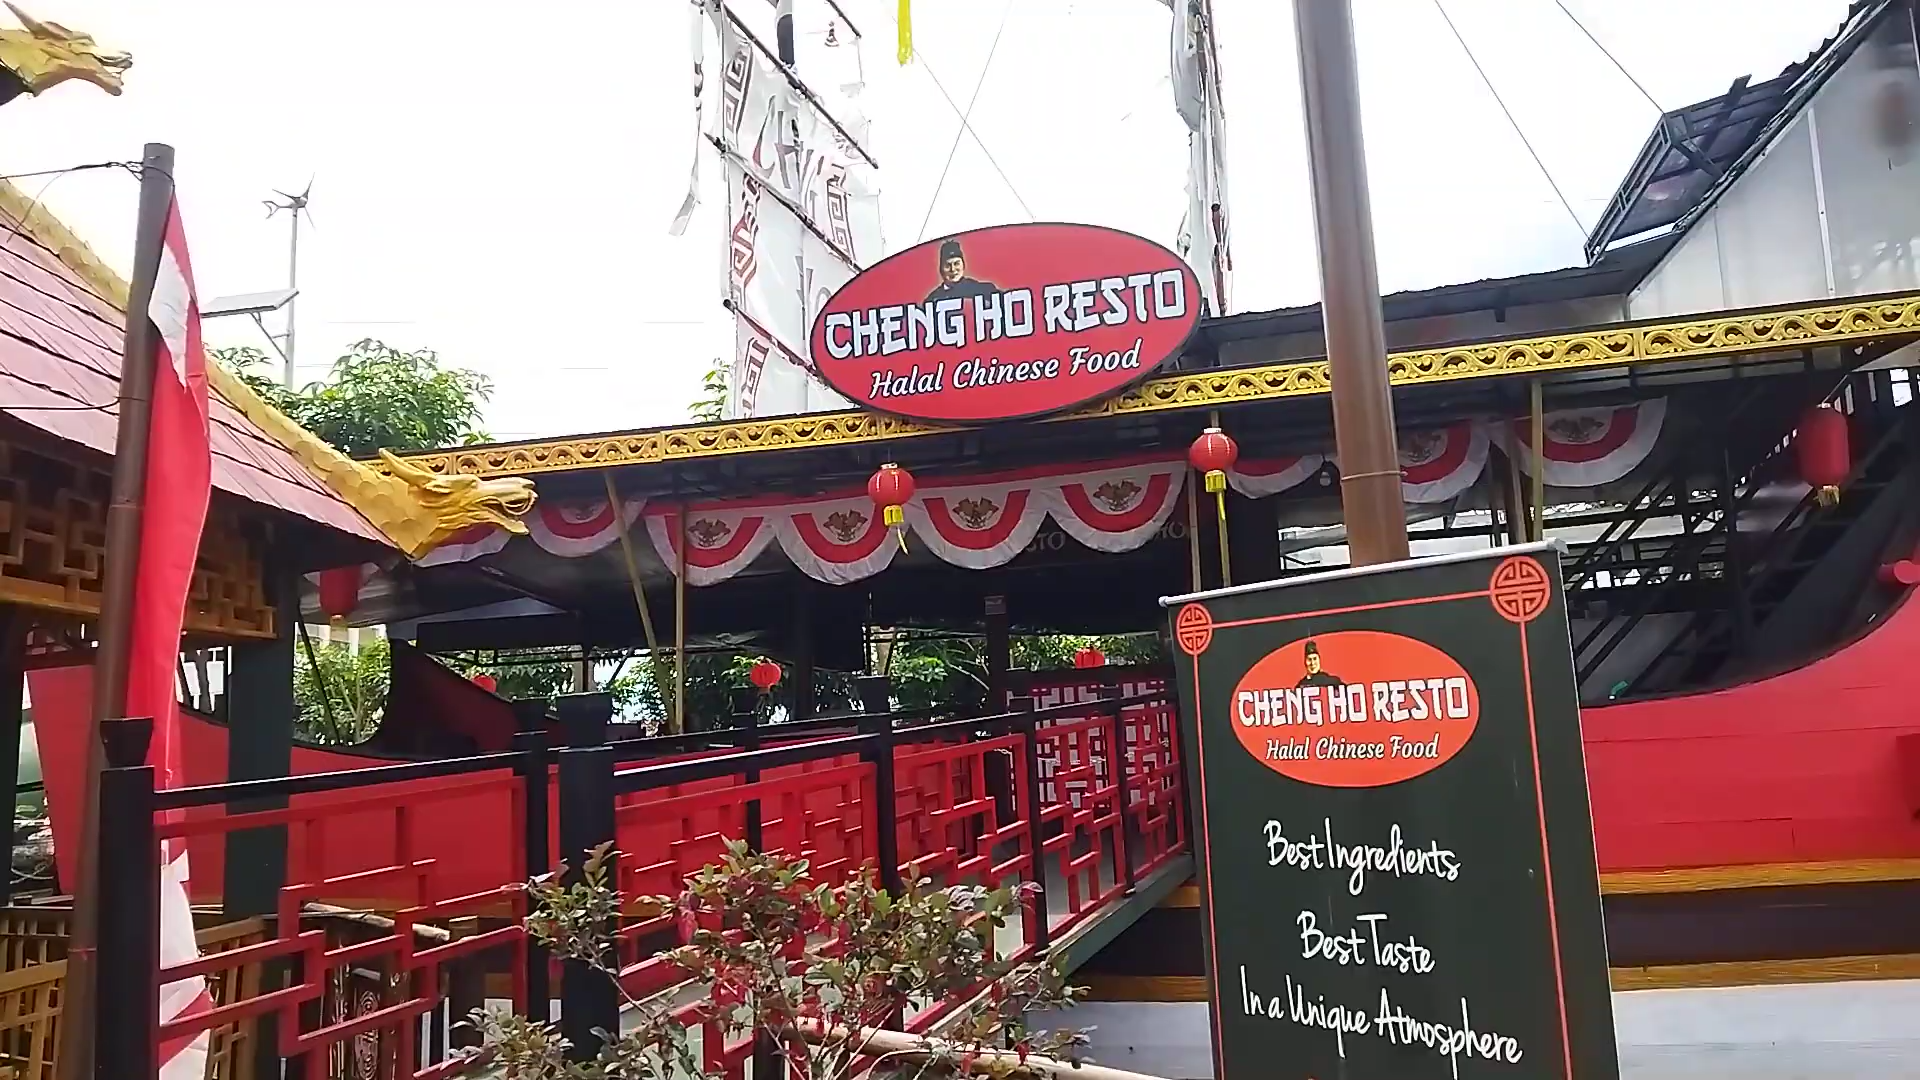 CHENG HO RESTO
Halal Chinese Food
CHENG HO RESTO
Halal Chinese Food
Best Ingredients
Best Taste
In a Unique Atmosphere